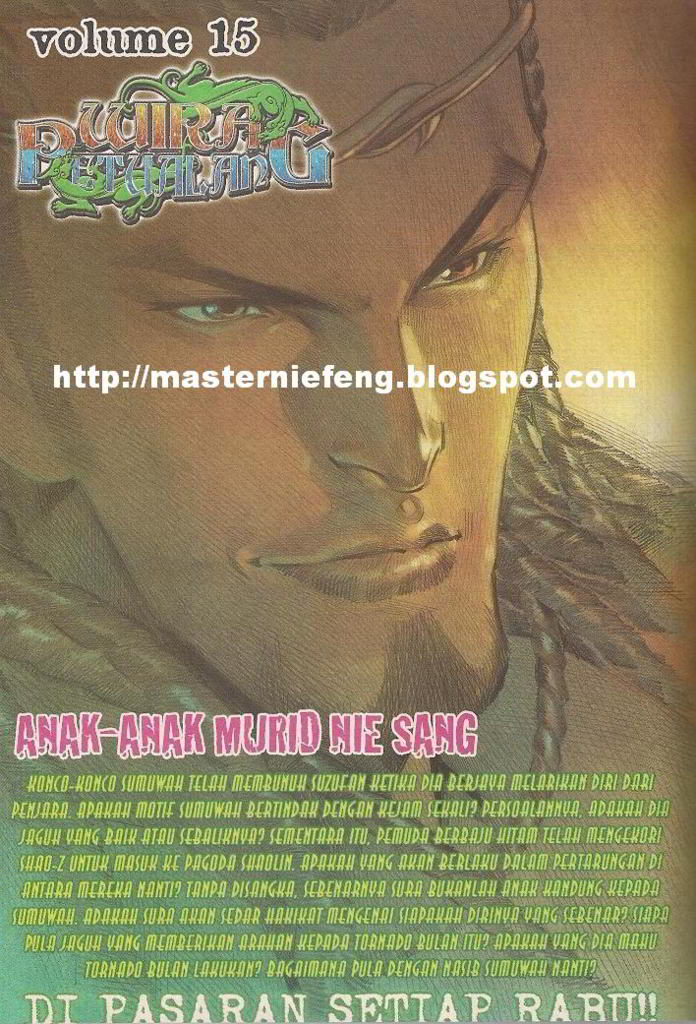 volume 15
WIRA
PETUALANG
http://masterniefeng.blogspot.com
ANAK-ANAK MURID NIE SANG
KONCO-KONCO SUMUWAH TELAH MEMBUNUH SUZUFAN KETIKA DIA BERJAYA MELARIKAN DIRI DARI
PENJARA. APAKAH MOTIF SUMUWAH BERTINDAK DENGAN KEJAM SEKALI? PERSOALANNYA, ADAKAH DIA
JAGUH YANG BAIK ATAU SEBALIKNYA? SEMENTARA ITU, PEMUDA BERBAJU HITAM TELAH MENGEKORI
SHAO-Z UNTUK MASUK KE PAGODA SHAOLIN. APAKAH YANG AKAN BERLAKU DALAM PERTARUNGAN DI
ANTARA MEREKA NANTI? TANPA DISANGKA, SEBENARNYA SURA BUKANLAH ANAK KANDUNG KEPADA
SUMUWAH. ADAKAH SURA AKAN SEDAR HAKIKAT MENGENAI SIAPAKAH DIRINYA YANG SEBENAR? SIAPA
PULA JAGUH YANG MEMBERIKAN ARAHAN KEPADA TORNADO BULAN ITU? APAKAH YANG DIA MAHU
TORNADO BULAN LAKUKAN? BAGAIMANA PULA DENGAN NASIB SUMUWAH NANTI?
DI PASARAN SETIAP RABU!!